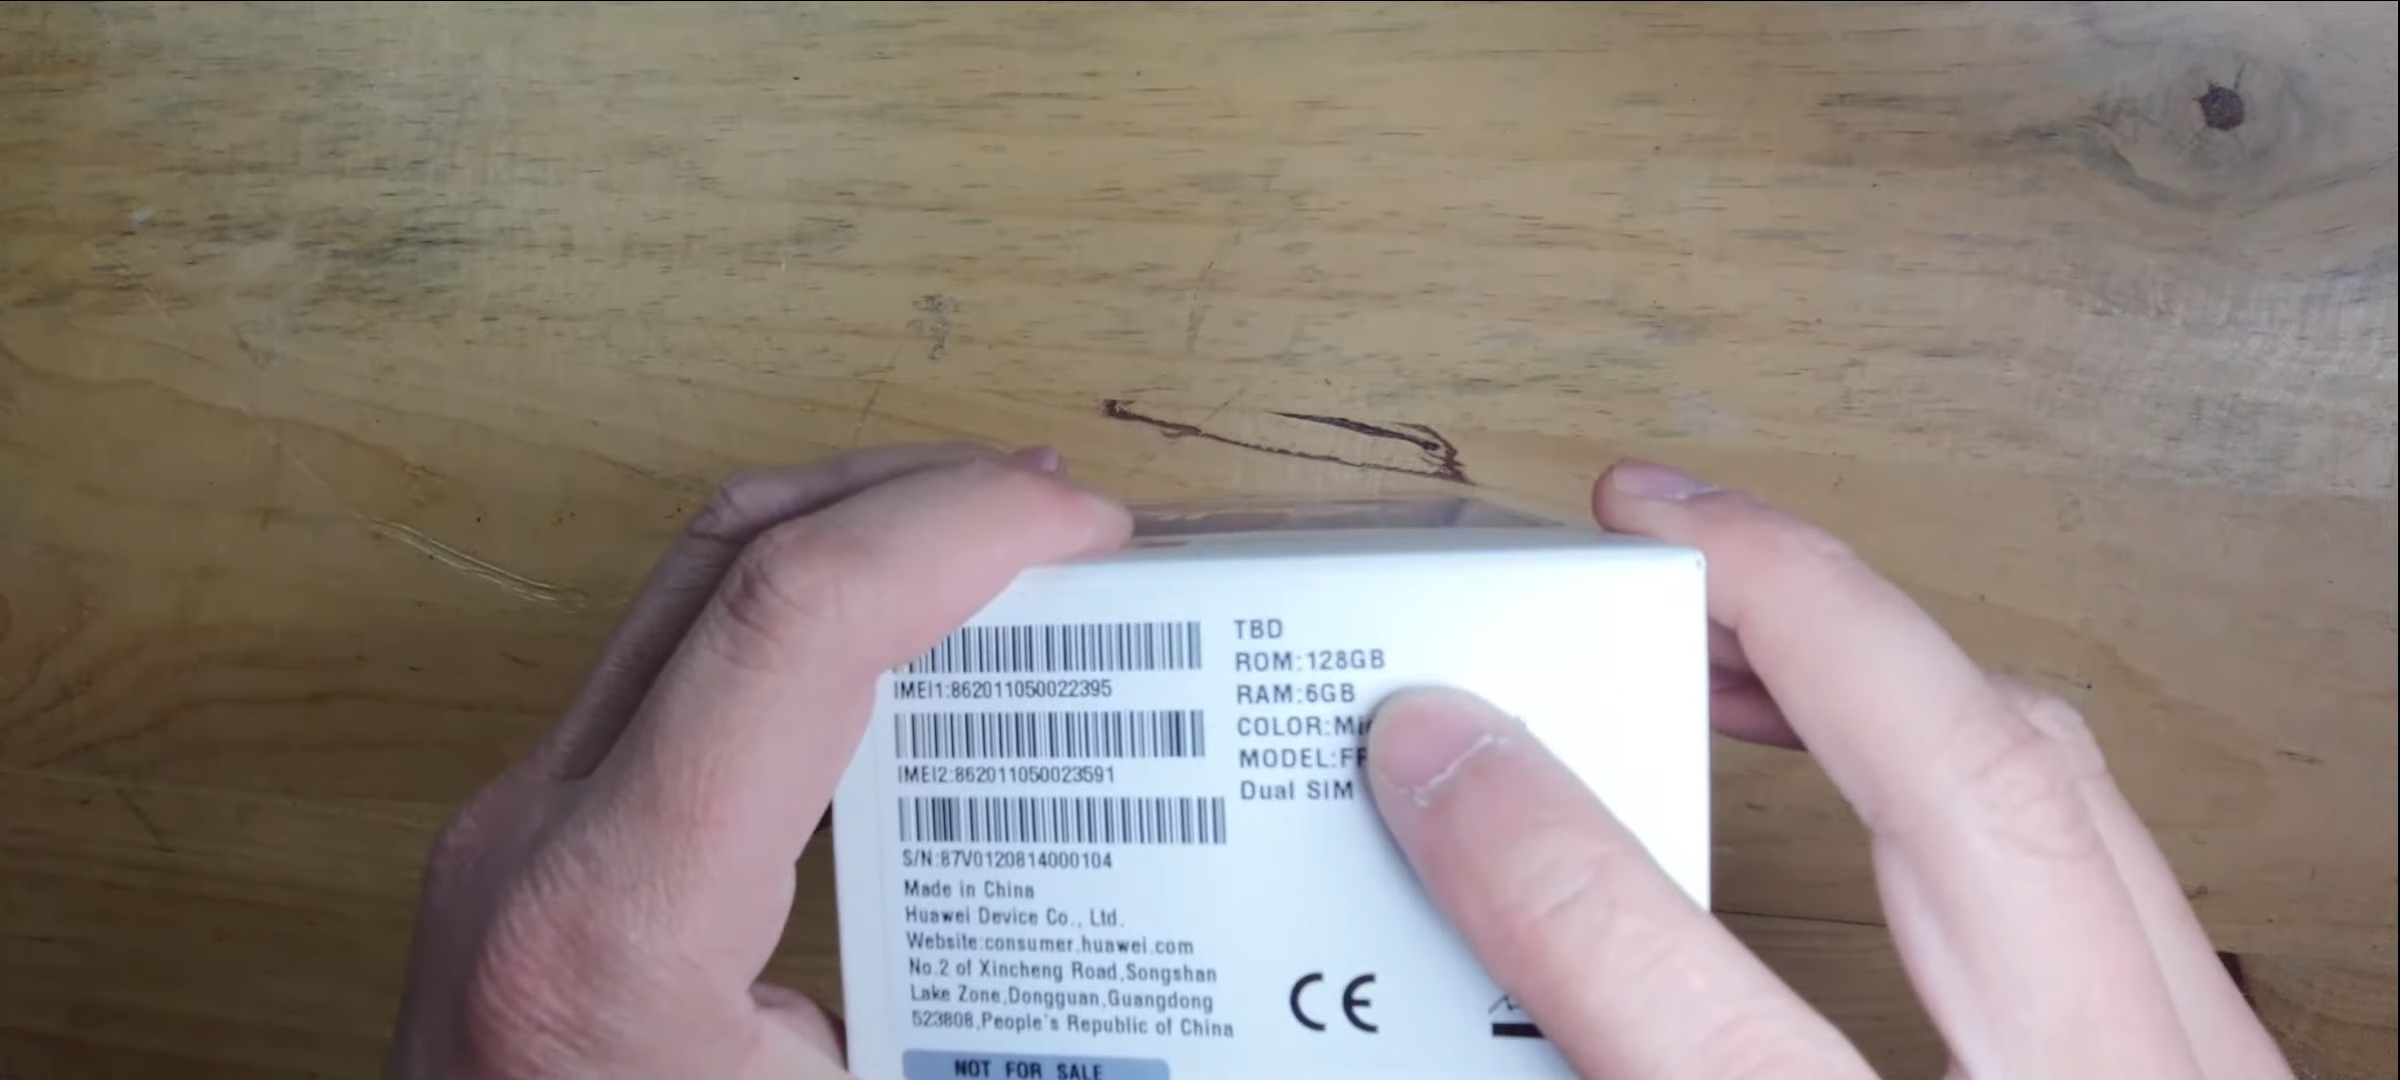 IMEI1:862011050022395
IMEI2:862011050023591
S/N:87V0120814000104
Made in China
Huawei Device Co., Ltd.
Website:consumer.huawei.com
No.2 of Xincheng Road,Songshan
Lake Zone,Dongguan,Guangdong
523808,People's Republic of China
NOT FOR SALE
TBD
ROM:128GB
RAM:6GB
COLOR:
MODEL:
Dual SIM
CE